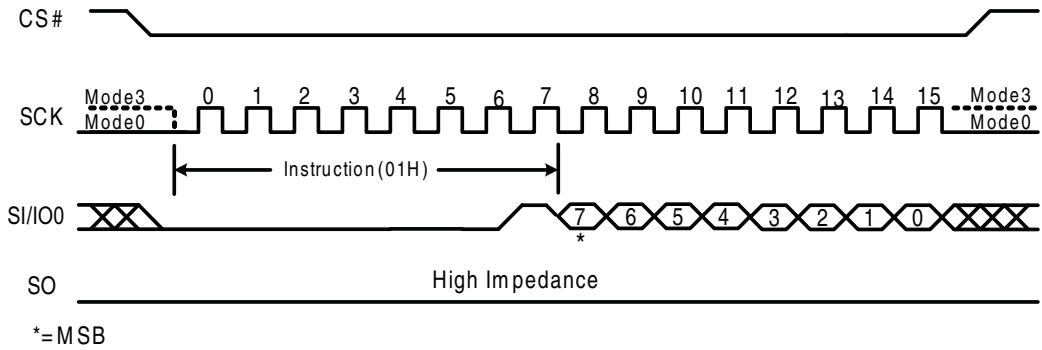 CS#
0 1 2 3 4 5 6 7 8 9 10 11 12 13 14 15
Mode3 Mode3
SCK
Mode0 Mode0
Instruction(01H)
SI/IO0 7 6 5 4 3 2 1 0
*
High Impedance
SO
*=MSB